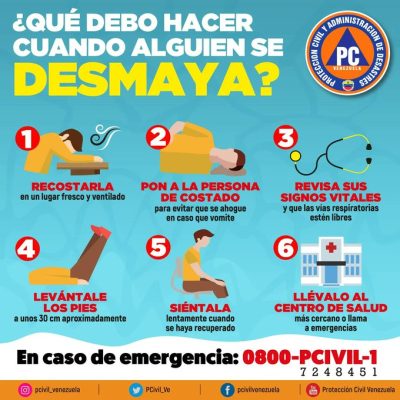 ¿QUÉ DEBO HACER
CUANDO ALGUIEN SE
DESMAYA?
PROTECCIÓN CIVIL Y ADMINISTRACIÓN DE DESASTRES
PC
VENEZUELA
1
RECOSTARLA
en un lugar fresco y ventilado
2
PON A LA PERSONA
DE COSTADO
para evitar que se ahogue
en caso que vomite
3
REVISA SUS
SIGNOS VITALES
y que las vías respiratorias
estén libres
4
LEVÁNTALE
LOS PIES
a unos 30 cm aproximadamente
5
SIÉNTALA
lentamente cuando
se haya recuperado
6
LLÉVALO AL
CENTRO DE SALUD
más cercano o llama
a emergencias
En caso de emergencia: 0800-PCIVIL-1
7248451
pcivil_venezuela
PCivil_Ve
pcivilvenezuela
Protección Civil Venezuela